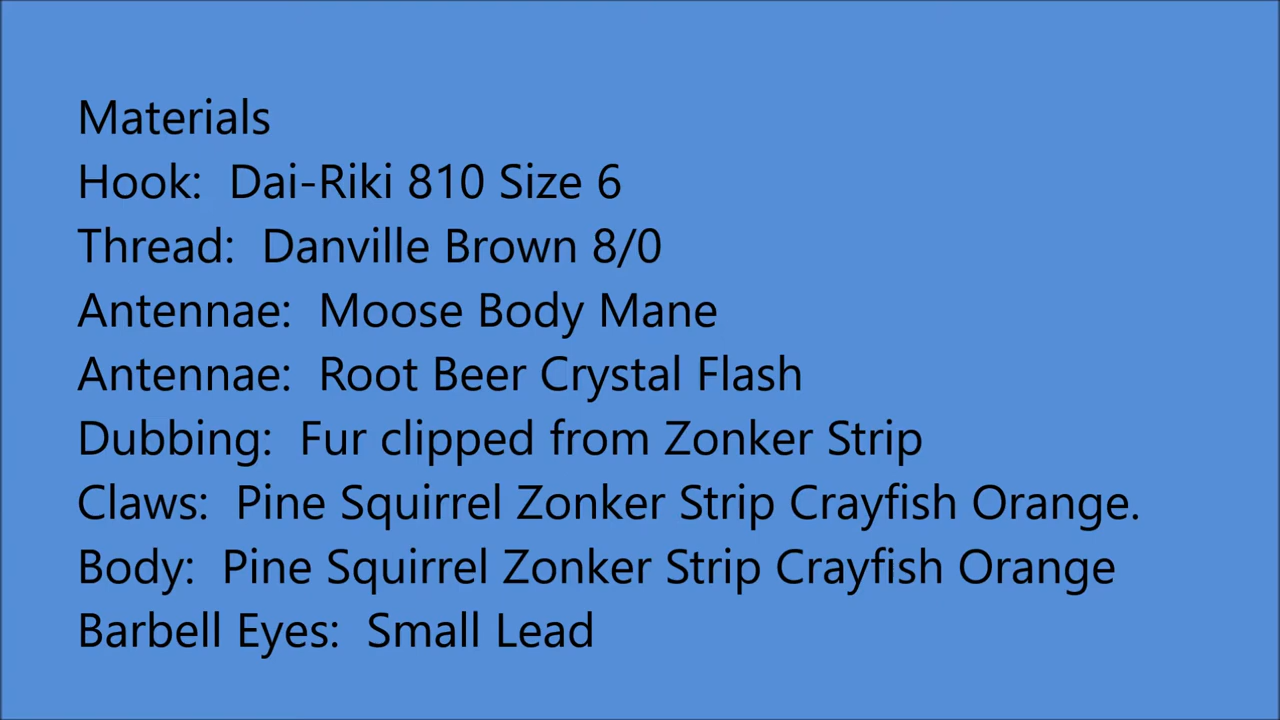 Materials
Hook:  Dai-Riki 810 Size 6
Thread:  Danville Brown 8/0
Antennae:  Moose Body Mane
Antennae:  Root Beer Crystal Flash
Dubbing:  Fur clipped from Zonker Strip
Claws:  Pine Squirrel Zonker Strip Crayfish Orange.
Body:  Pine Squirrel Zonker Strip Crayfish Orange
Barbell Eyes:  Small Lead